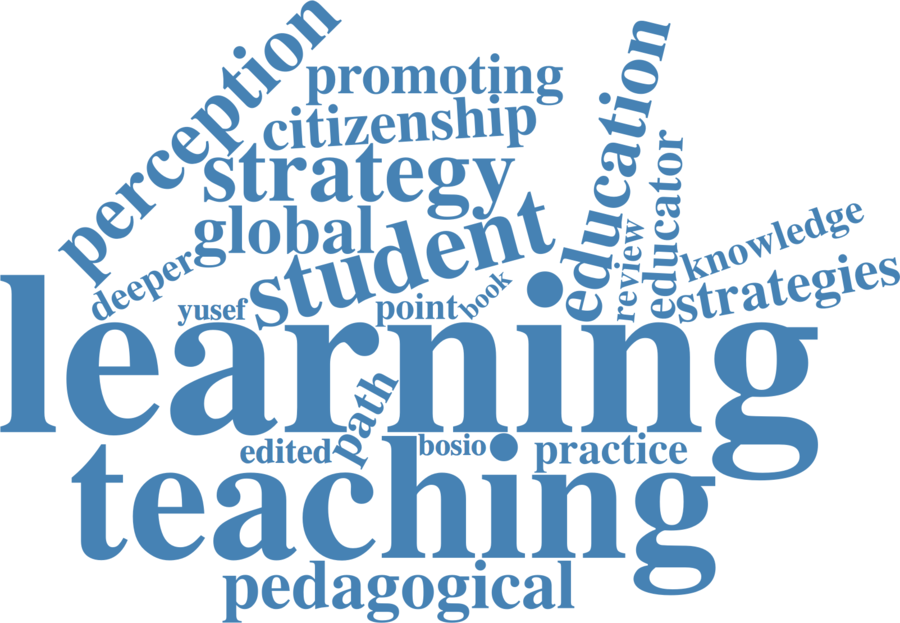 perception
promoting
citizenship
education
strategy
educator
global
student
review
knowledge
deeper
strategies
yusef
point
book
learning
path
edited
bosio
practice
teaching
pedagogical